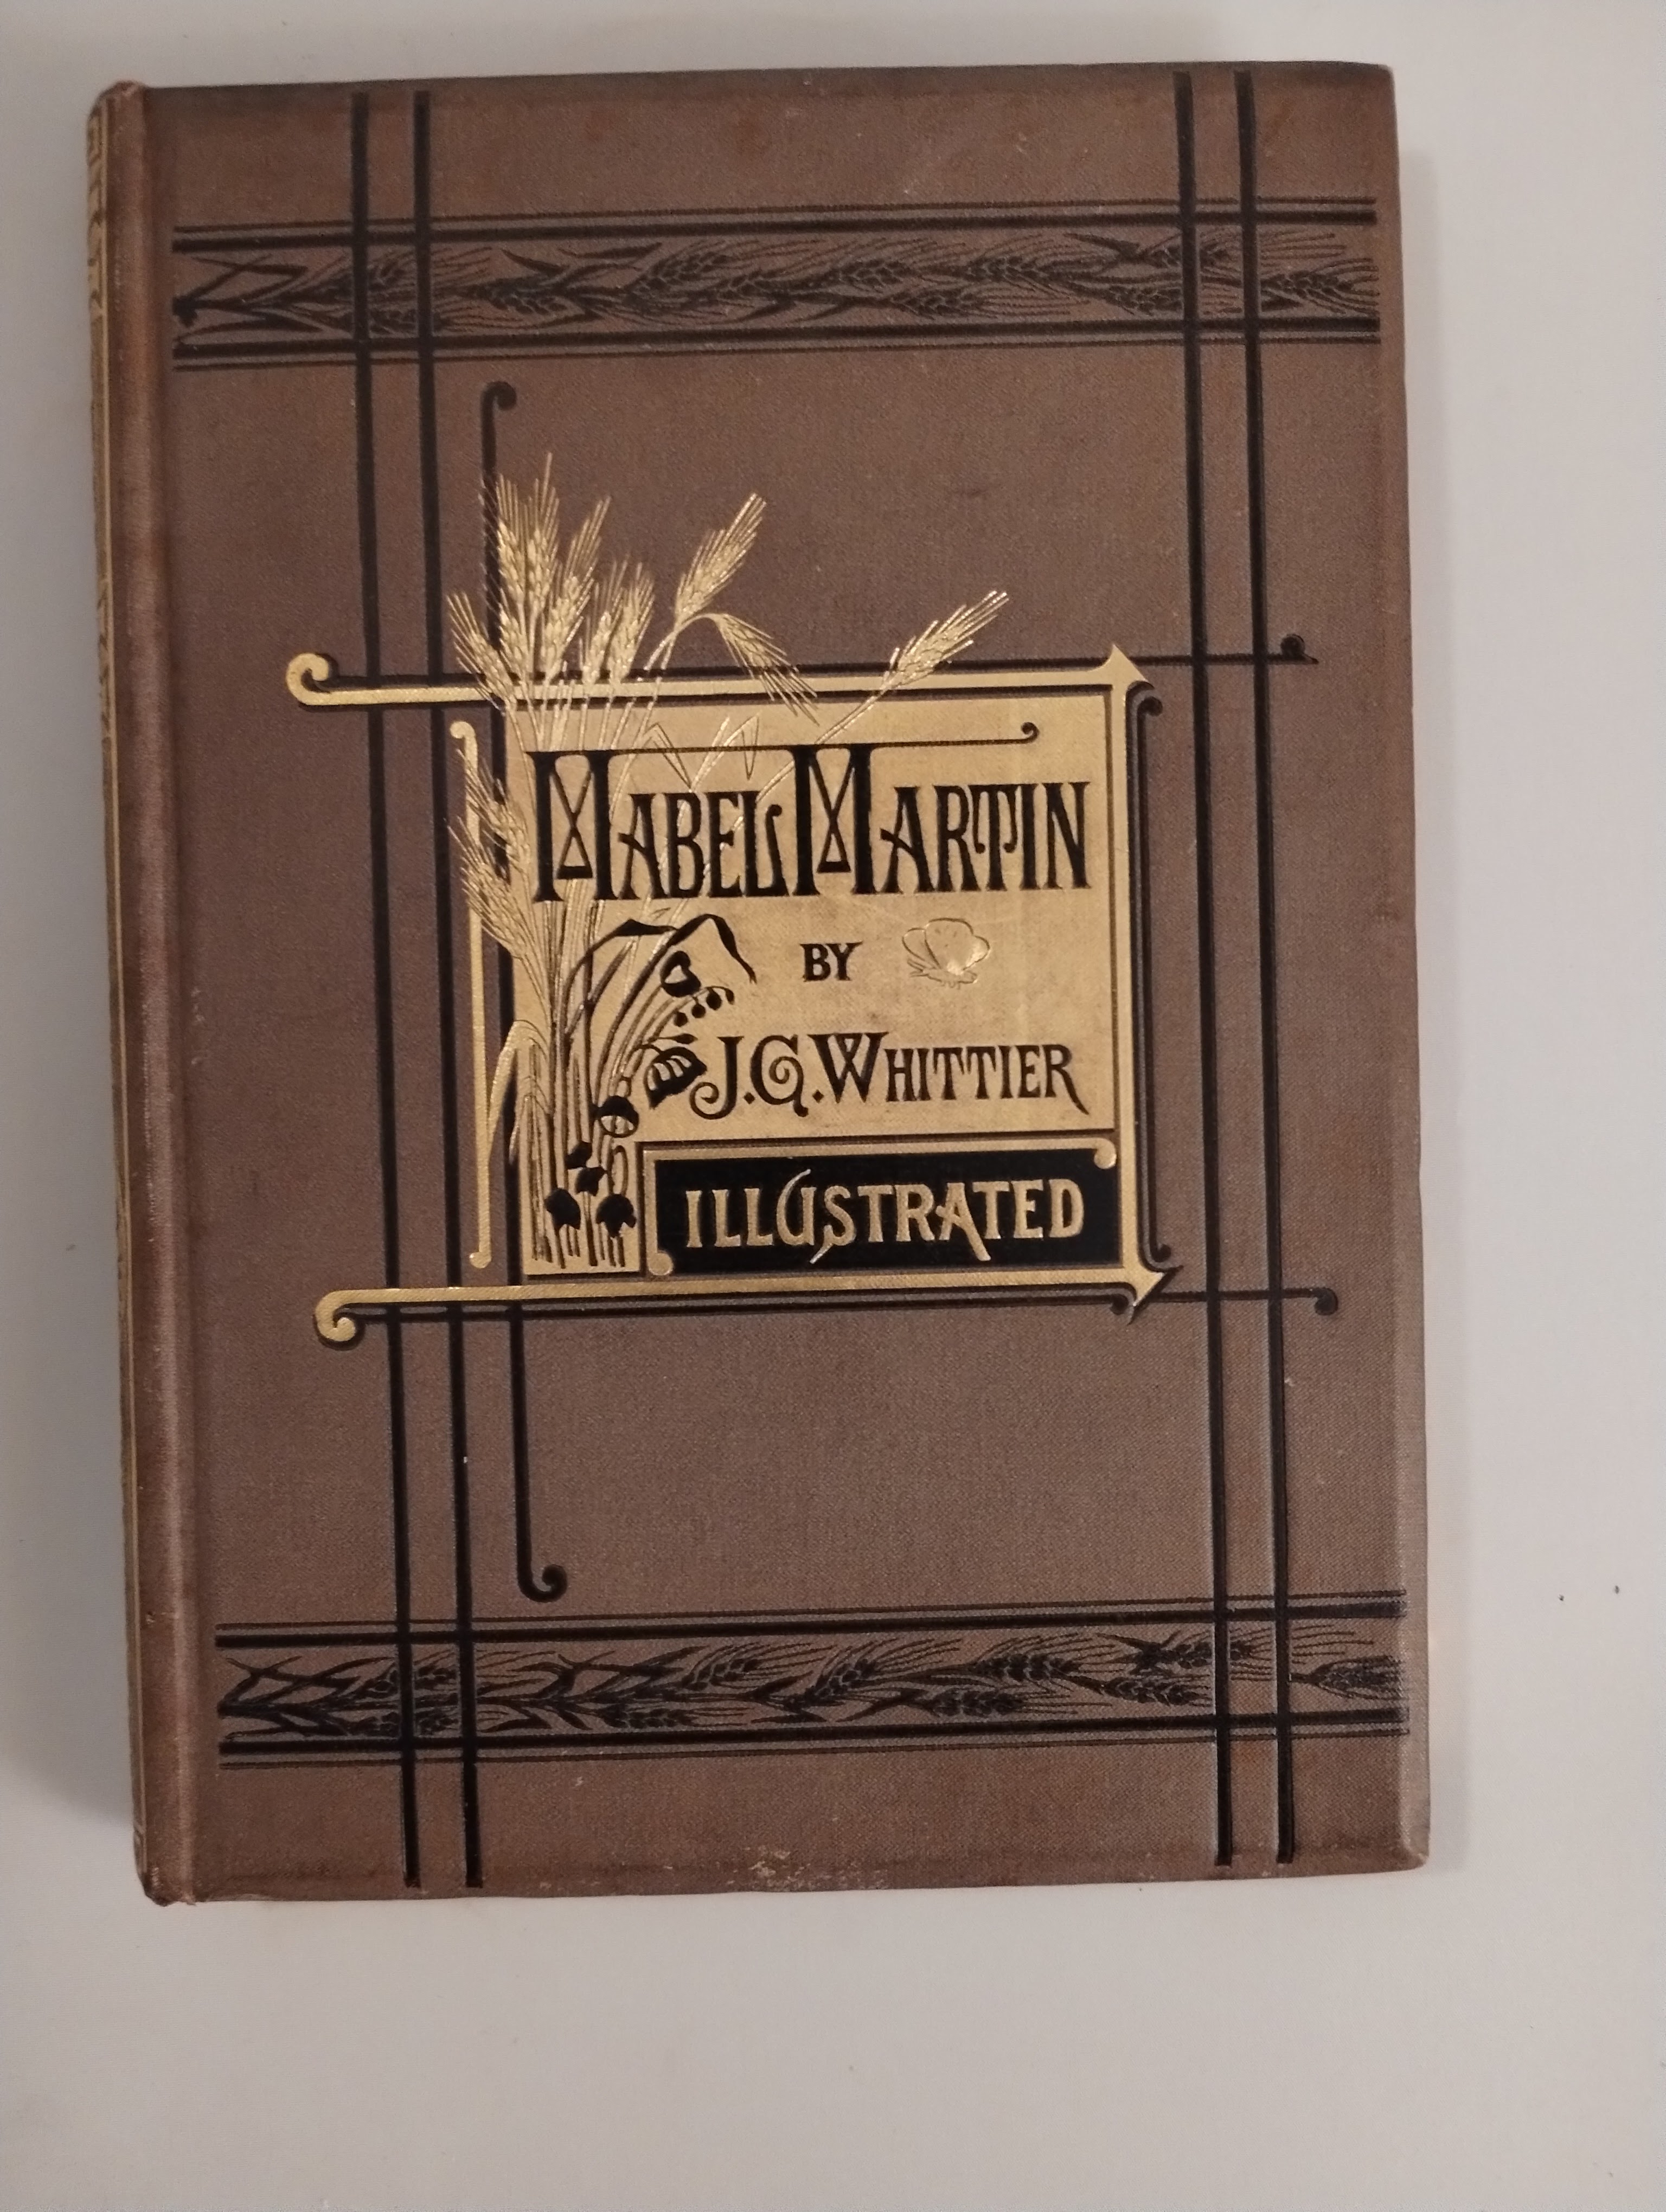 MABEL MARTIN
BY
J.G. WHITTIER
ILLUSTRATED